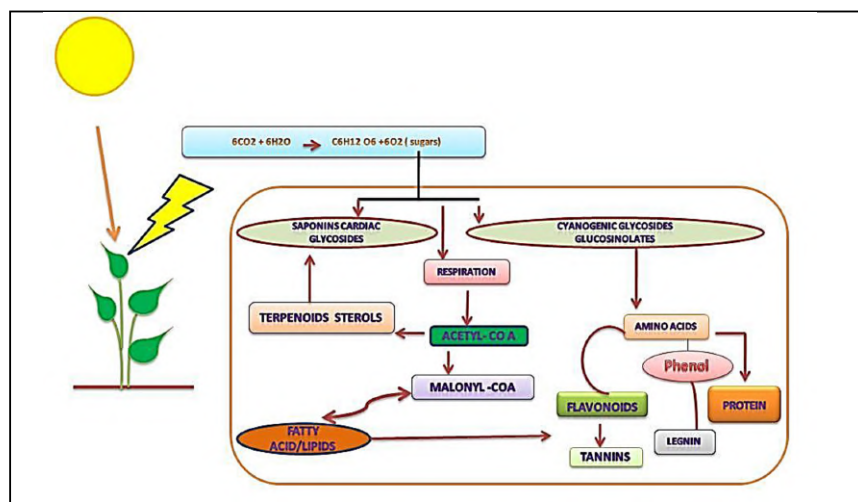 6CO2 + 6H2O → C6H12 O6 +6O2 ( sugars)
SAPONINS CARDIAC
GLYCOSIDES
CYANOGENIC GLYCOSIDES
GLUCOSINOLATES
RESPIRATION
TERPENOIDS STEROLS
ACETYL- CO A
AMINO ACIDS
Phenol
MALONYL -COA
FLAVONOIDS
PROTEIN
FATTY
ACID/LIPIDS
LEGNIN
TANNINS